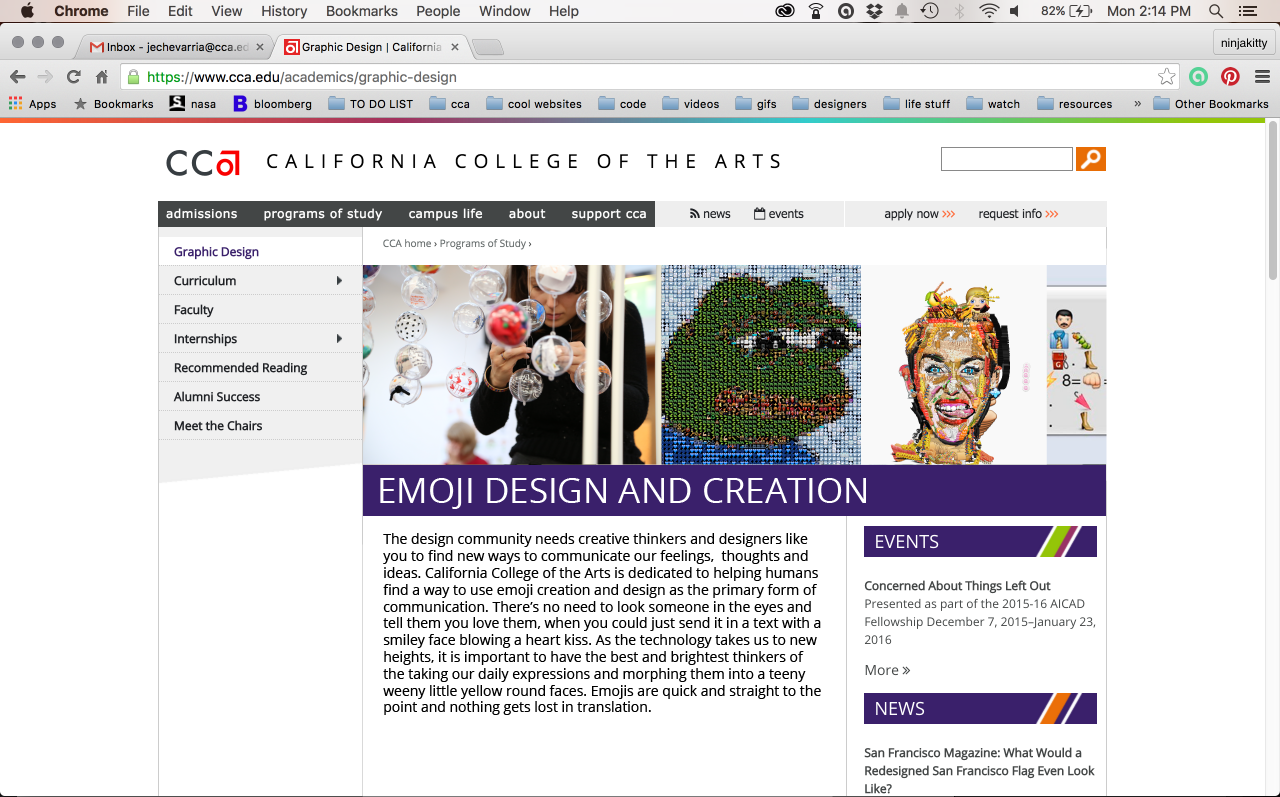 Chrome File Edit View History Bookmarks People Window Help 82% Mon 2:14 PM
Inbox - jechevarria@cca.ed × Graphic Design | California × ninjakitty
https://www.cca.edu/academics/graphic-design
Apps Bookmarks S nasa B bloomberg TO DO LIST cca cool websites code videos gifs designers life stuff watch resources » Other Bookmarks
CCa CALIFORNIA COLLEGE OF THE ARTS
admissions programs of study campus life about support cca news events apply now >>> request info >>>
CCA home › Programs of Study ›
Graphic Design
Curriculum
Faculty
Internships
Recommended Reading
Alumni Success
Meet the Chairs
G
8=
EMOJI DESIGN AND CREATION
The design community needs creative thinkers and designers like
you to find new ways to communicate our feelings,  thoughts and
ideas. California College of the Arts is dedicated to helping humans
find a way to use emoji creation and design as the primary form of
communication. There's no need to look someone in the eyes and
tell them you love them, when you could just send it in a text with a
smiley face blowing a heart kiss. As the technology takes us to new
heights, it is important to have the best and brightest thinkers of
the taking our daily expressions and morphing them into a teeny
weeny little yellow round faces. Emojis are quick and straight to the
point and nothing gets lost in translation.
EVENTS
Concerned About Things Left Out
Presented as part of the 2015-16 AICAD
Fellowship December 7, 2015–January 23,
2016
More »
NEWS
San Francisco Magazine: What Would a
Redesigned San Francisco Flag Even Look
Like?